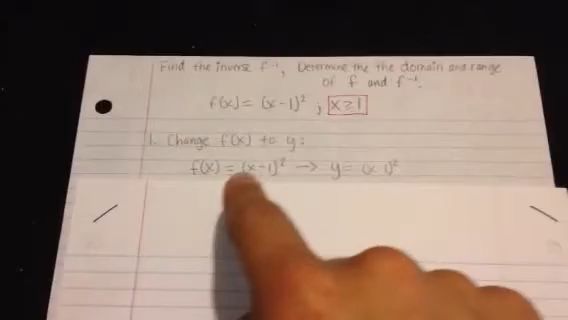 Find the inverse f⁻¹, Determine the the domain and range
of f and f⁻¹.
f(x) = (x-1)² ; x≥1
1. Change f(x) to y:
f(x) = (x-1)² → y = (x 1)²